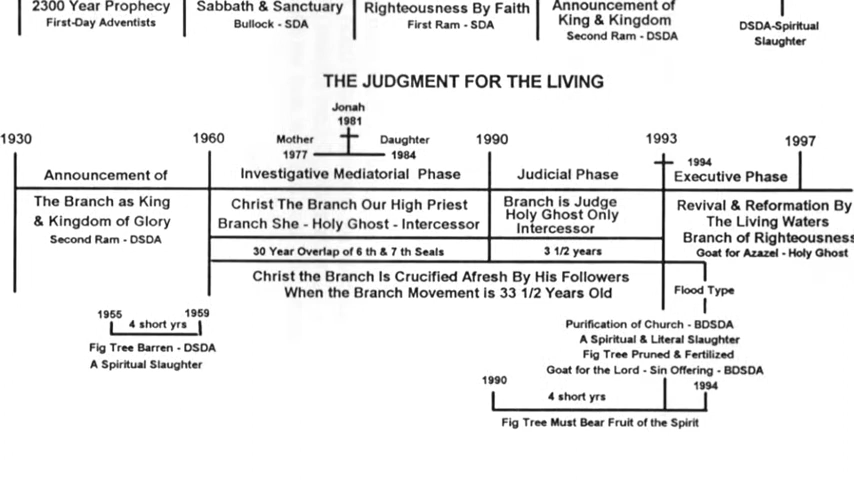 2300 Year Prophecy
First-Day Adventists
Sabbath & Sanctuary
Bullock - SDA
Righteousness By Faith
First Ram - SDA
Announcement of
King & Kingdom
Second Ram - DSDA
DSDA-Spiritual
Slaughter
THE JUDGMENT FOR THE LIVING
Jonah
1981
1930
1960
Mother
Daughter
1990
1993
1997
1977
1984
1994
Announcement of
Investigative Mediatorial Phase
Judicial Phase
Executive Phase
The Branch as King
& Kingdom of Glory
Second Ram - DSDA
Christ The Branch Our High Priest
Branch She - Holy Ghost - Intercessor
Branch is Judge
Holy Ghost Only
Intercessor
Revival & Reformation By
The Living Waters
Branch of Righteousness
Goat for Azazel - Holy Ghost
30 Year Overlap of 6 th & 7 th Seals
3 1/2 years
Christ the Branch Is Crucified Afresh By His Followers
When the Branch Movement is 33 1/2 Years Old
Flood Type
1955
1959
4 short yrs
Fig Tree Barren - DSDA
A Spiritual Slaughter
Purification of Church - BDSDA
A Spiritual & Literal Slaughter
Fig Tree Pruned & Fertilized
Goat for the Lord - Sin Offering - BDSDA
1990
1994
4 short yrs
Fig Tree Must Bear Fruit of the Spirit